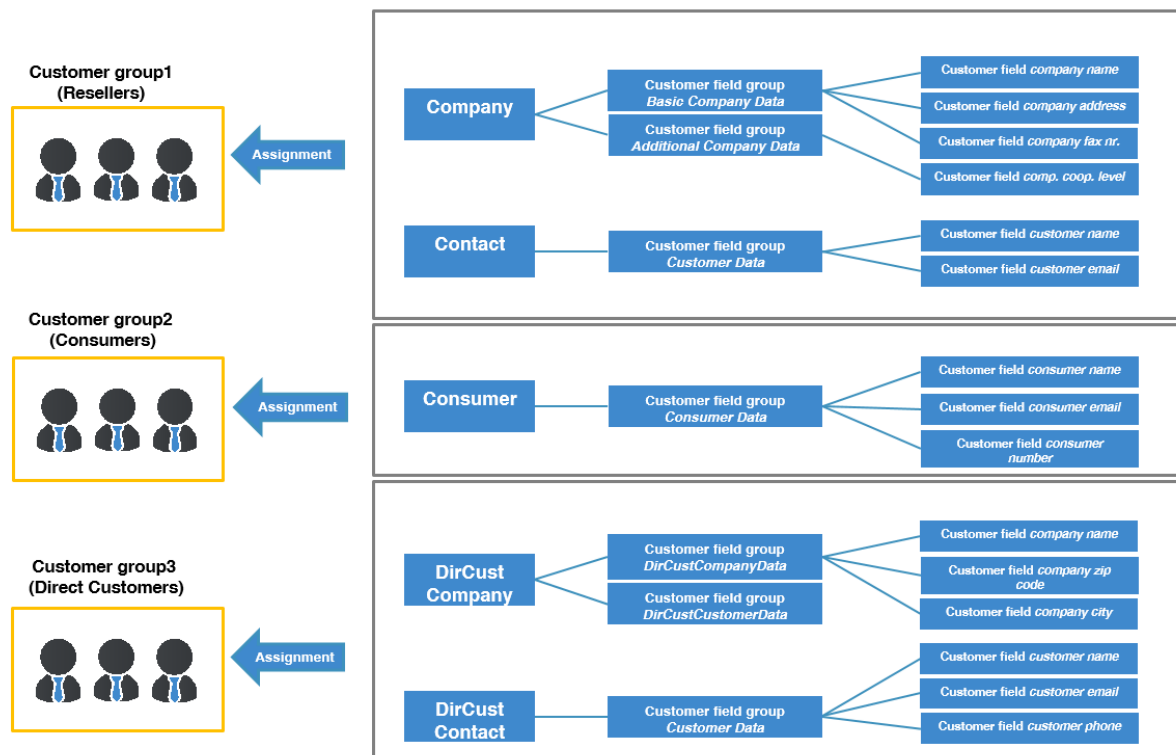 Customer group1
(Resellers)
Assignment
Company
Customer field group
Basic Company Data
Customer field group
Additional Company Data
Customer field company name
Customer field company address
Customer field company fax nr.
Customer field comp. coop. level
Contact
Customer field group
Customer Data
Customer field customer name
Customer field customer email
Customer group2
(Consumers)
Assignment
Consumer
Customer field group
Consumer Data
Customer field consumer name
Customer field consumer email
Customer field consumer
number
Customer group3
(Direct Customers)
Assignment
DirCust
Company
Customer field group
DirCustCompanyData
Customer field group
DirCustCustomerData
Customer field company name
Customer field company zip
code
Customer field company city
DirCust
Contact
Customer field group
Customer Data
Customer field customer name
Customer field customer email
Customer field customer phone